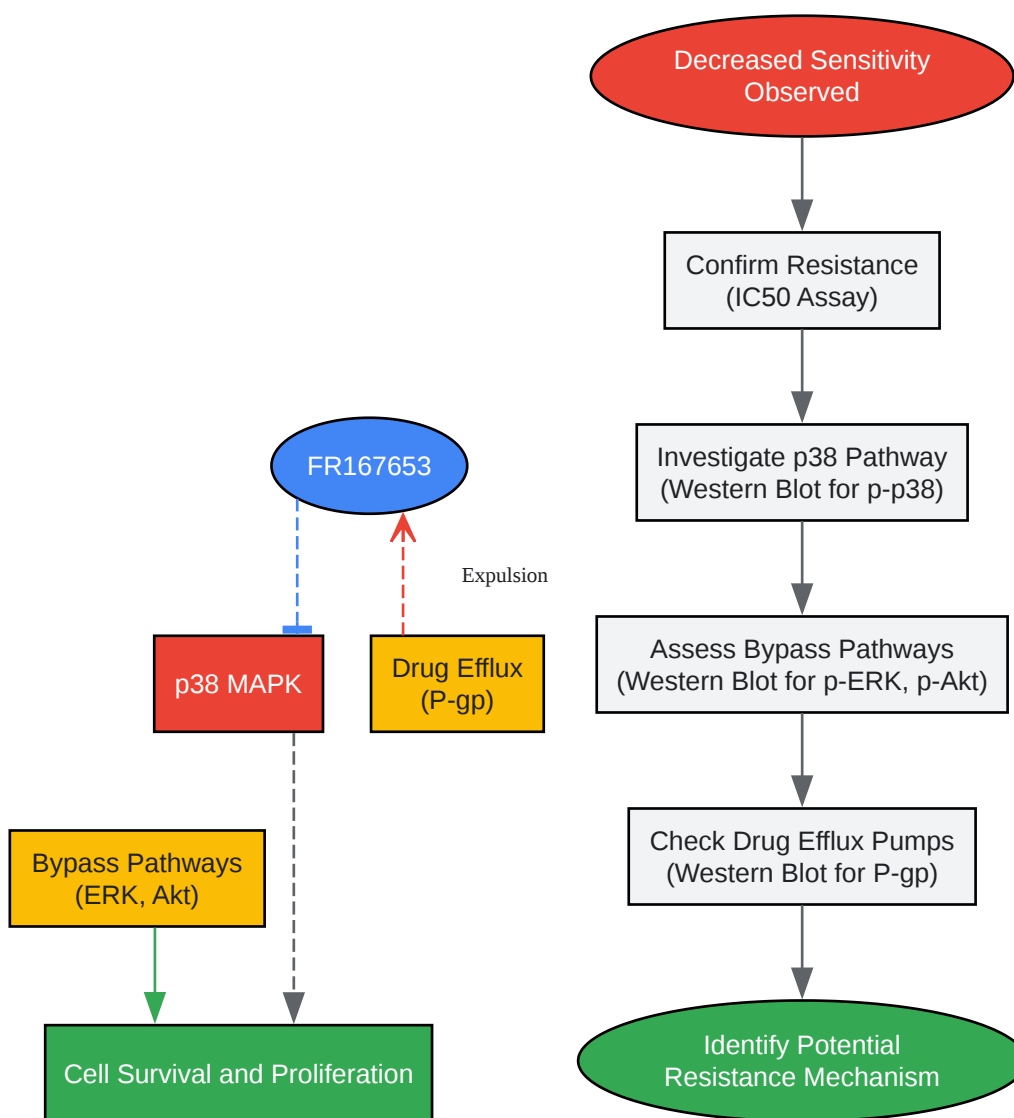 Decreased Sensitivity
Observed
Confirm Resistance
(IC50 Assay)
Investigate p38 Pathway
(Western Blot for p-p38)
Assess Bypass Pathways
(Western Blot for p-ERK, p-Akt)
Check Drug Efflux Pumps
(Western Blot for P-gp)
Identify Potential
Resistance Mechanism
FR167653
Expulsion
p38 MAPK
Drug Efflux
(P-gp)
Bypass Pathways
(ERK, Akt)
Cell Survival and Proliferation